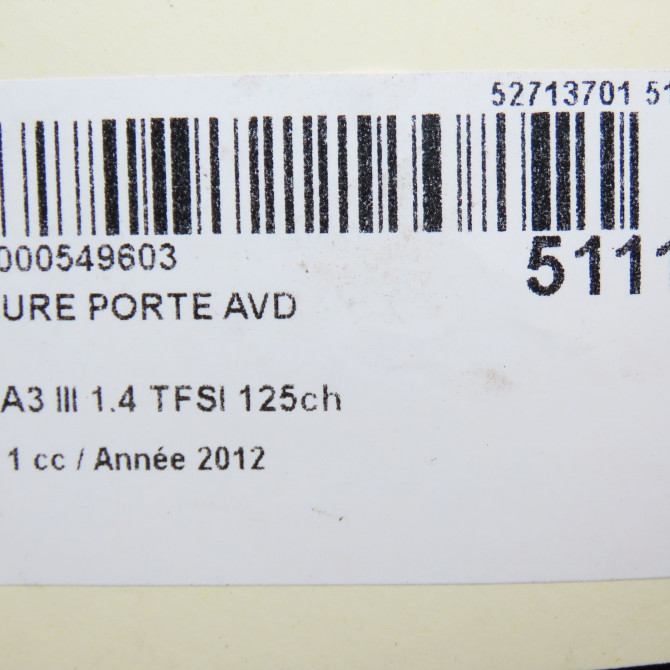 52713701 51
000549603
5111
URE PORTE AVD
A3 III 1.4 TFSI 125ch
1 cc / Année 2012